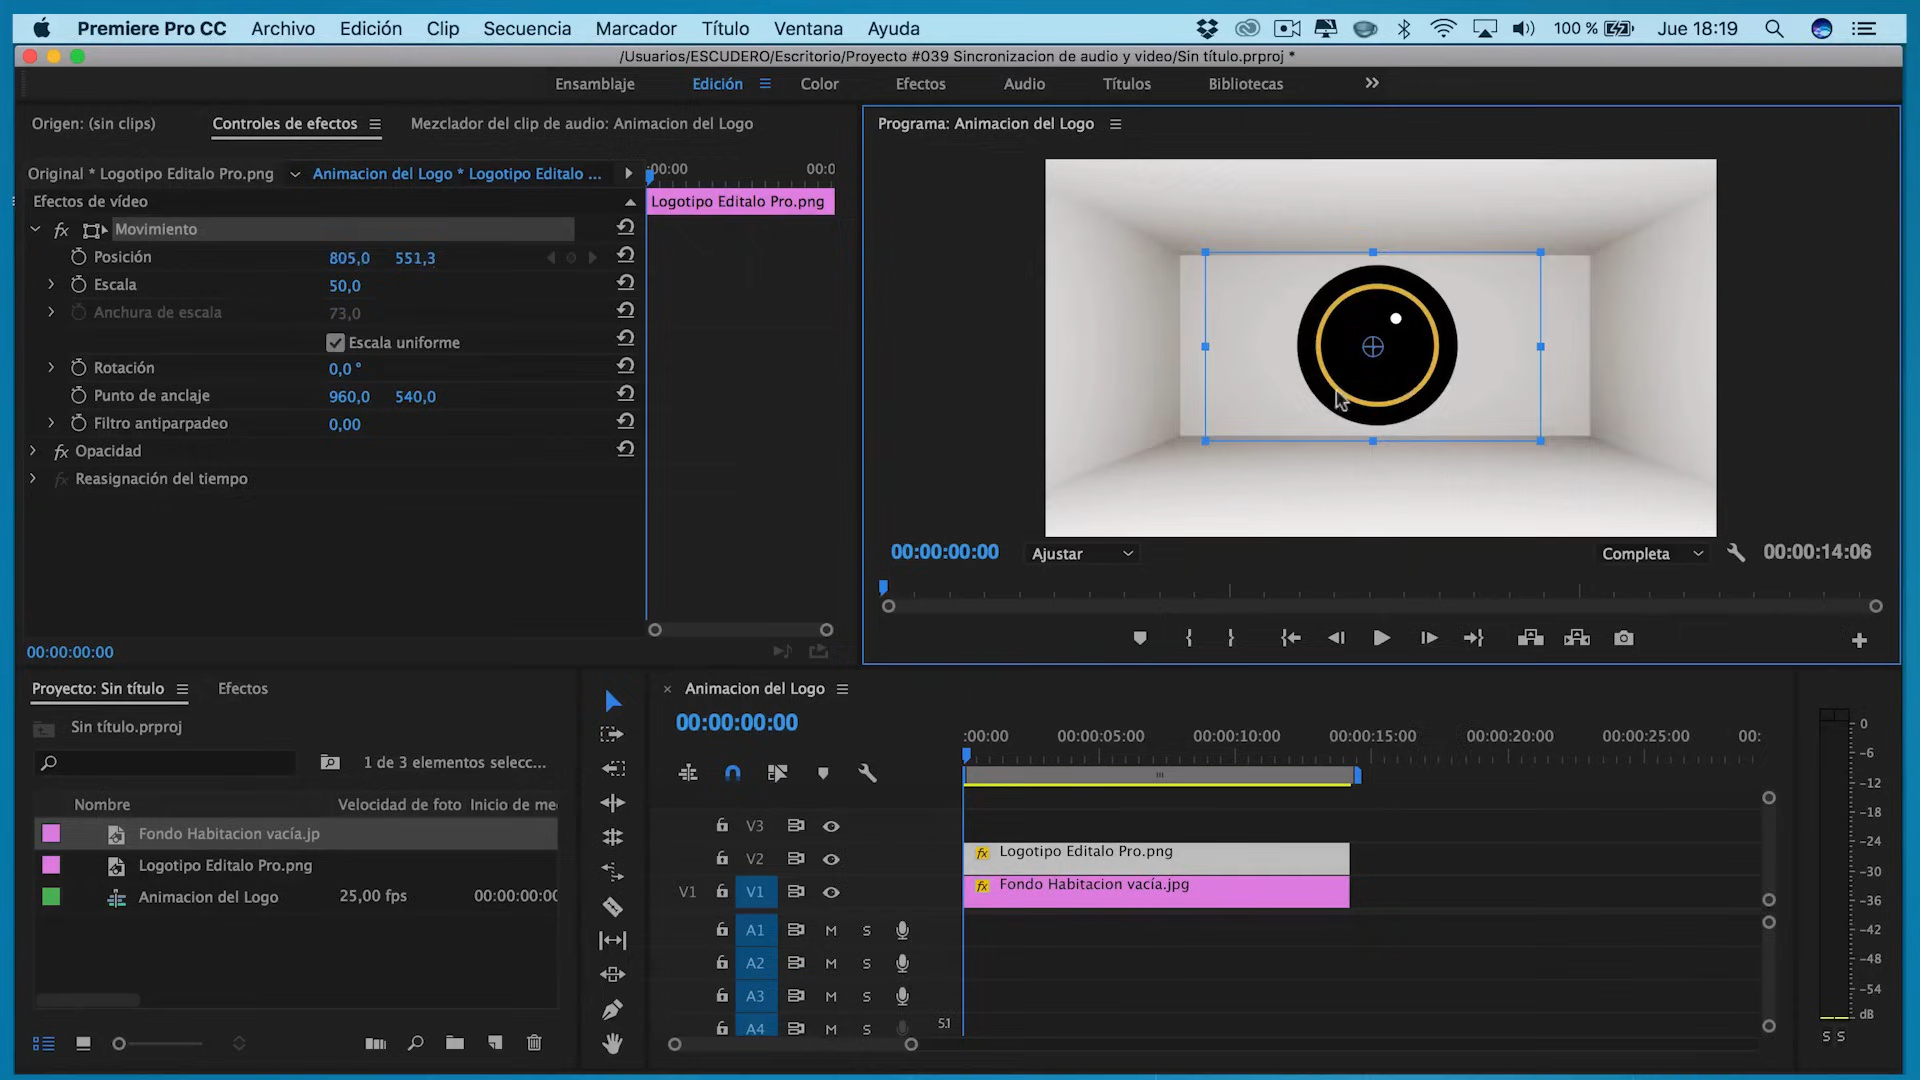 Premiere Pro CC Archivo Edición Clip Secuencia Marcador Título Ventana Ayuda 100 % Jue 18:19
/Usuarios/ESCUDERO/Escritorio/Proyecto #039 Sincronizacion de audio y video/Sin título.prproj *
Ensamblaje Edición Color Efectos Audio Títulos Bibliotecas
Origen: (sin clips) Controles de efectos Mezclador del clip de audio: Animacion del Logo
Programa: Animacion del Logo
Original * Logotipo Editalo Pro.png Animacion del Logo * Logotipo Editalo ... :00:00 00:0
Efectos de vídeo Logotipo Editalo Pro.png
fx Movimiento
Posición 805,0 551,3
Escala 50,0
Anchura de escala 73,0
Escala uniforme
Rotación 0,0 °
Punto de anclaje 960,0 540,0
Filtro antiparpadeo 0,00
fx Opacidad
fx Reasignación del tiempo
00:00:00:00 Ajustar Completa 00:00:14:06
00:00:00:00
Proyecto: Sin título Efectos
Sin título.prproj
1 de 3 elementos selecc...
Nombre Velocidad de foto Inicio de me
Fondo Habitacion vacía.jp
Logotipo Editalo Pro.png
Animacion del Logo 25,00 fps 00:00:00:00
× Animacion del Logo
00:00:00:00
:00:00 00:00:05:00 00:00:10:00 00:00:15:00 00:00:20:00 00:00:25:00 00:
V3
V2 fx Logotipo Editalo Pro.png
V1 V1 fx Fondo Habitacion vacía.jpg
A1 M S
A2 M S
A3 M S
A4 M S 5.1
0
-6
-12
-18
-24
-30
-36
-42
-48
-54
dB
S S